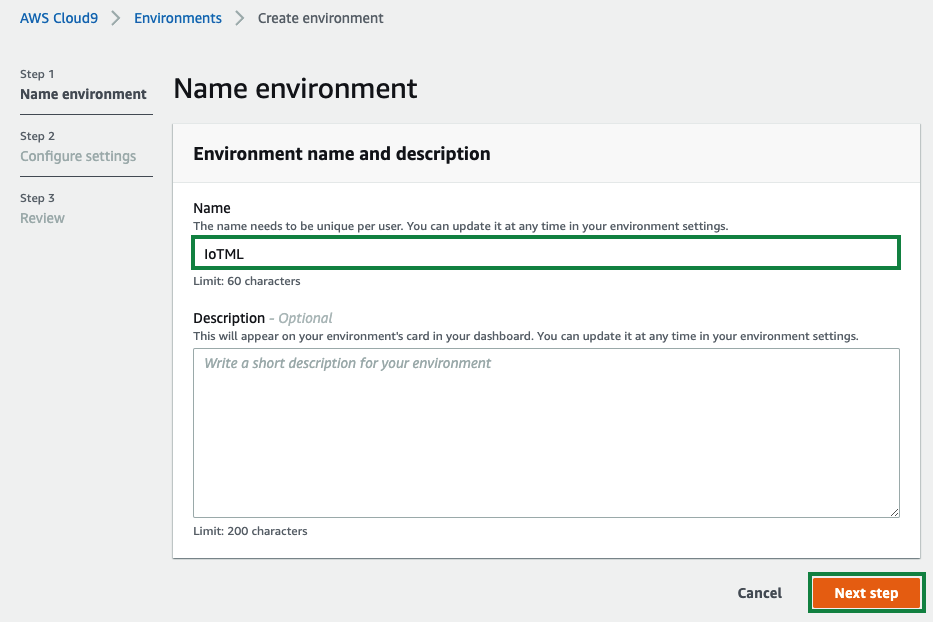 AWS Cloud9 > Environments > Create environment
Step 1
Name environment
Step 2
Configure settings
Step 3
Review
Name environment
Environment name and description
Name
The name needs to be unique per user. You can update it at any time in your environment settings.
IoTML
Limit: 60 characters
Description - Optional
This will appear on your environment's card in your dashboard. You can update it at any time in your environment settings.
Write a short description for your environment
Limit: 200 characters
Cancel
Next step